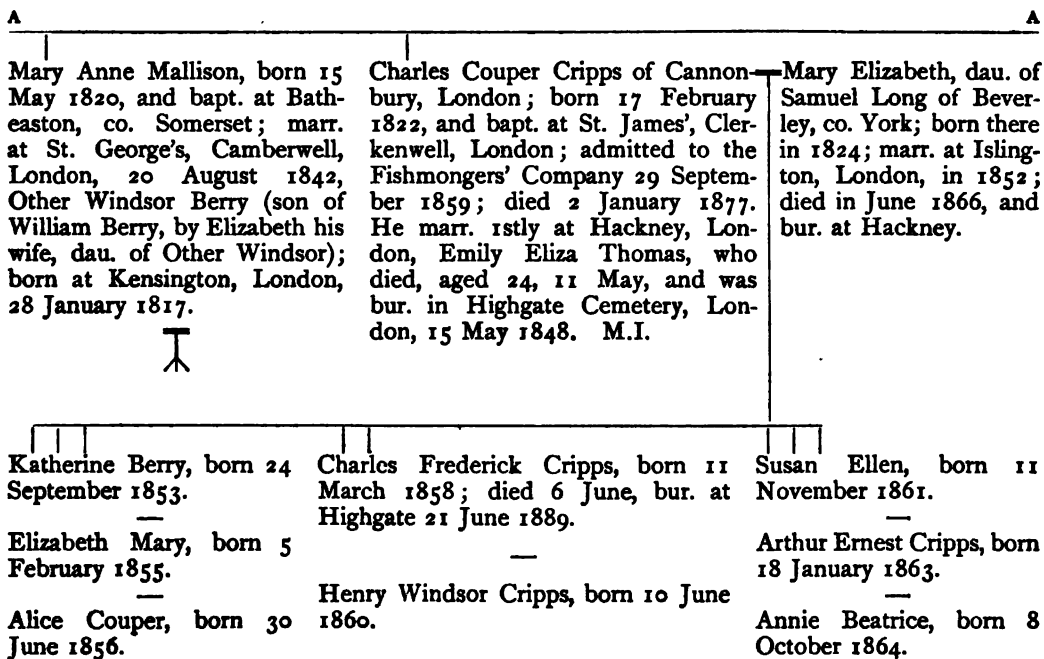 A A
Mary Anne Mallison, born 15
May 1820, and bapt. at Bath-
easton, co. Somerset; marr.
at St. George's, Camberwell,
London, 20 August 1842,
Other Windsor Berry (son of
William Berry, by Elizabeth his
wife, dau. of Other Windsor);
born at Kensington, London,
28 January 1817.
Charles Couper Cripps of Cannon-
bury, London; born 17 February
1822, and bapt. at St. James', Cler-
kenwell, London; admitted to the
Fishmongers' Company 29 Septem-
ber 1859; died 2 January 1877.
He marr. 1stly at Hackney, Lon-
don, Emily Eliza Thomas, who
died, aged 24, 11 May, and was
bur. in Highgate Cemetery, Lon-
don, 15 May 1848. M.I.
Mary Elizabeth, dau. of
Samuel Long of Bever-
ley, co. York; born there
in 1824; marr. at Isling-
ton, London, in 1852;
died in June 1866, and
bur. at Hackney.
Katherine Berry, born 24
September 1853.
Elizabeth Mary, born 5
February 1855.
Alice Couper, born 30
June 1856.
Charles Frederick Cripps, born 11
March 1858; died 6 June, bur. at
Highgate 21 June 1889.
Henry Windsor Cripps, born 10 June
1860.
Susan Ellen, born 11
November 1861.
Arthur Ernest Cripps, born
18 January 1863.
Annie Beatrice, born 8
October 1864.